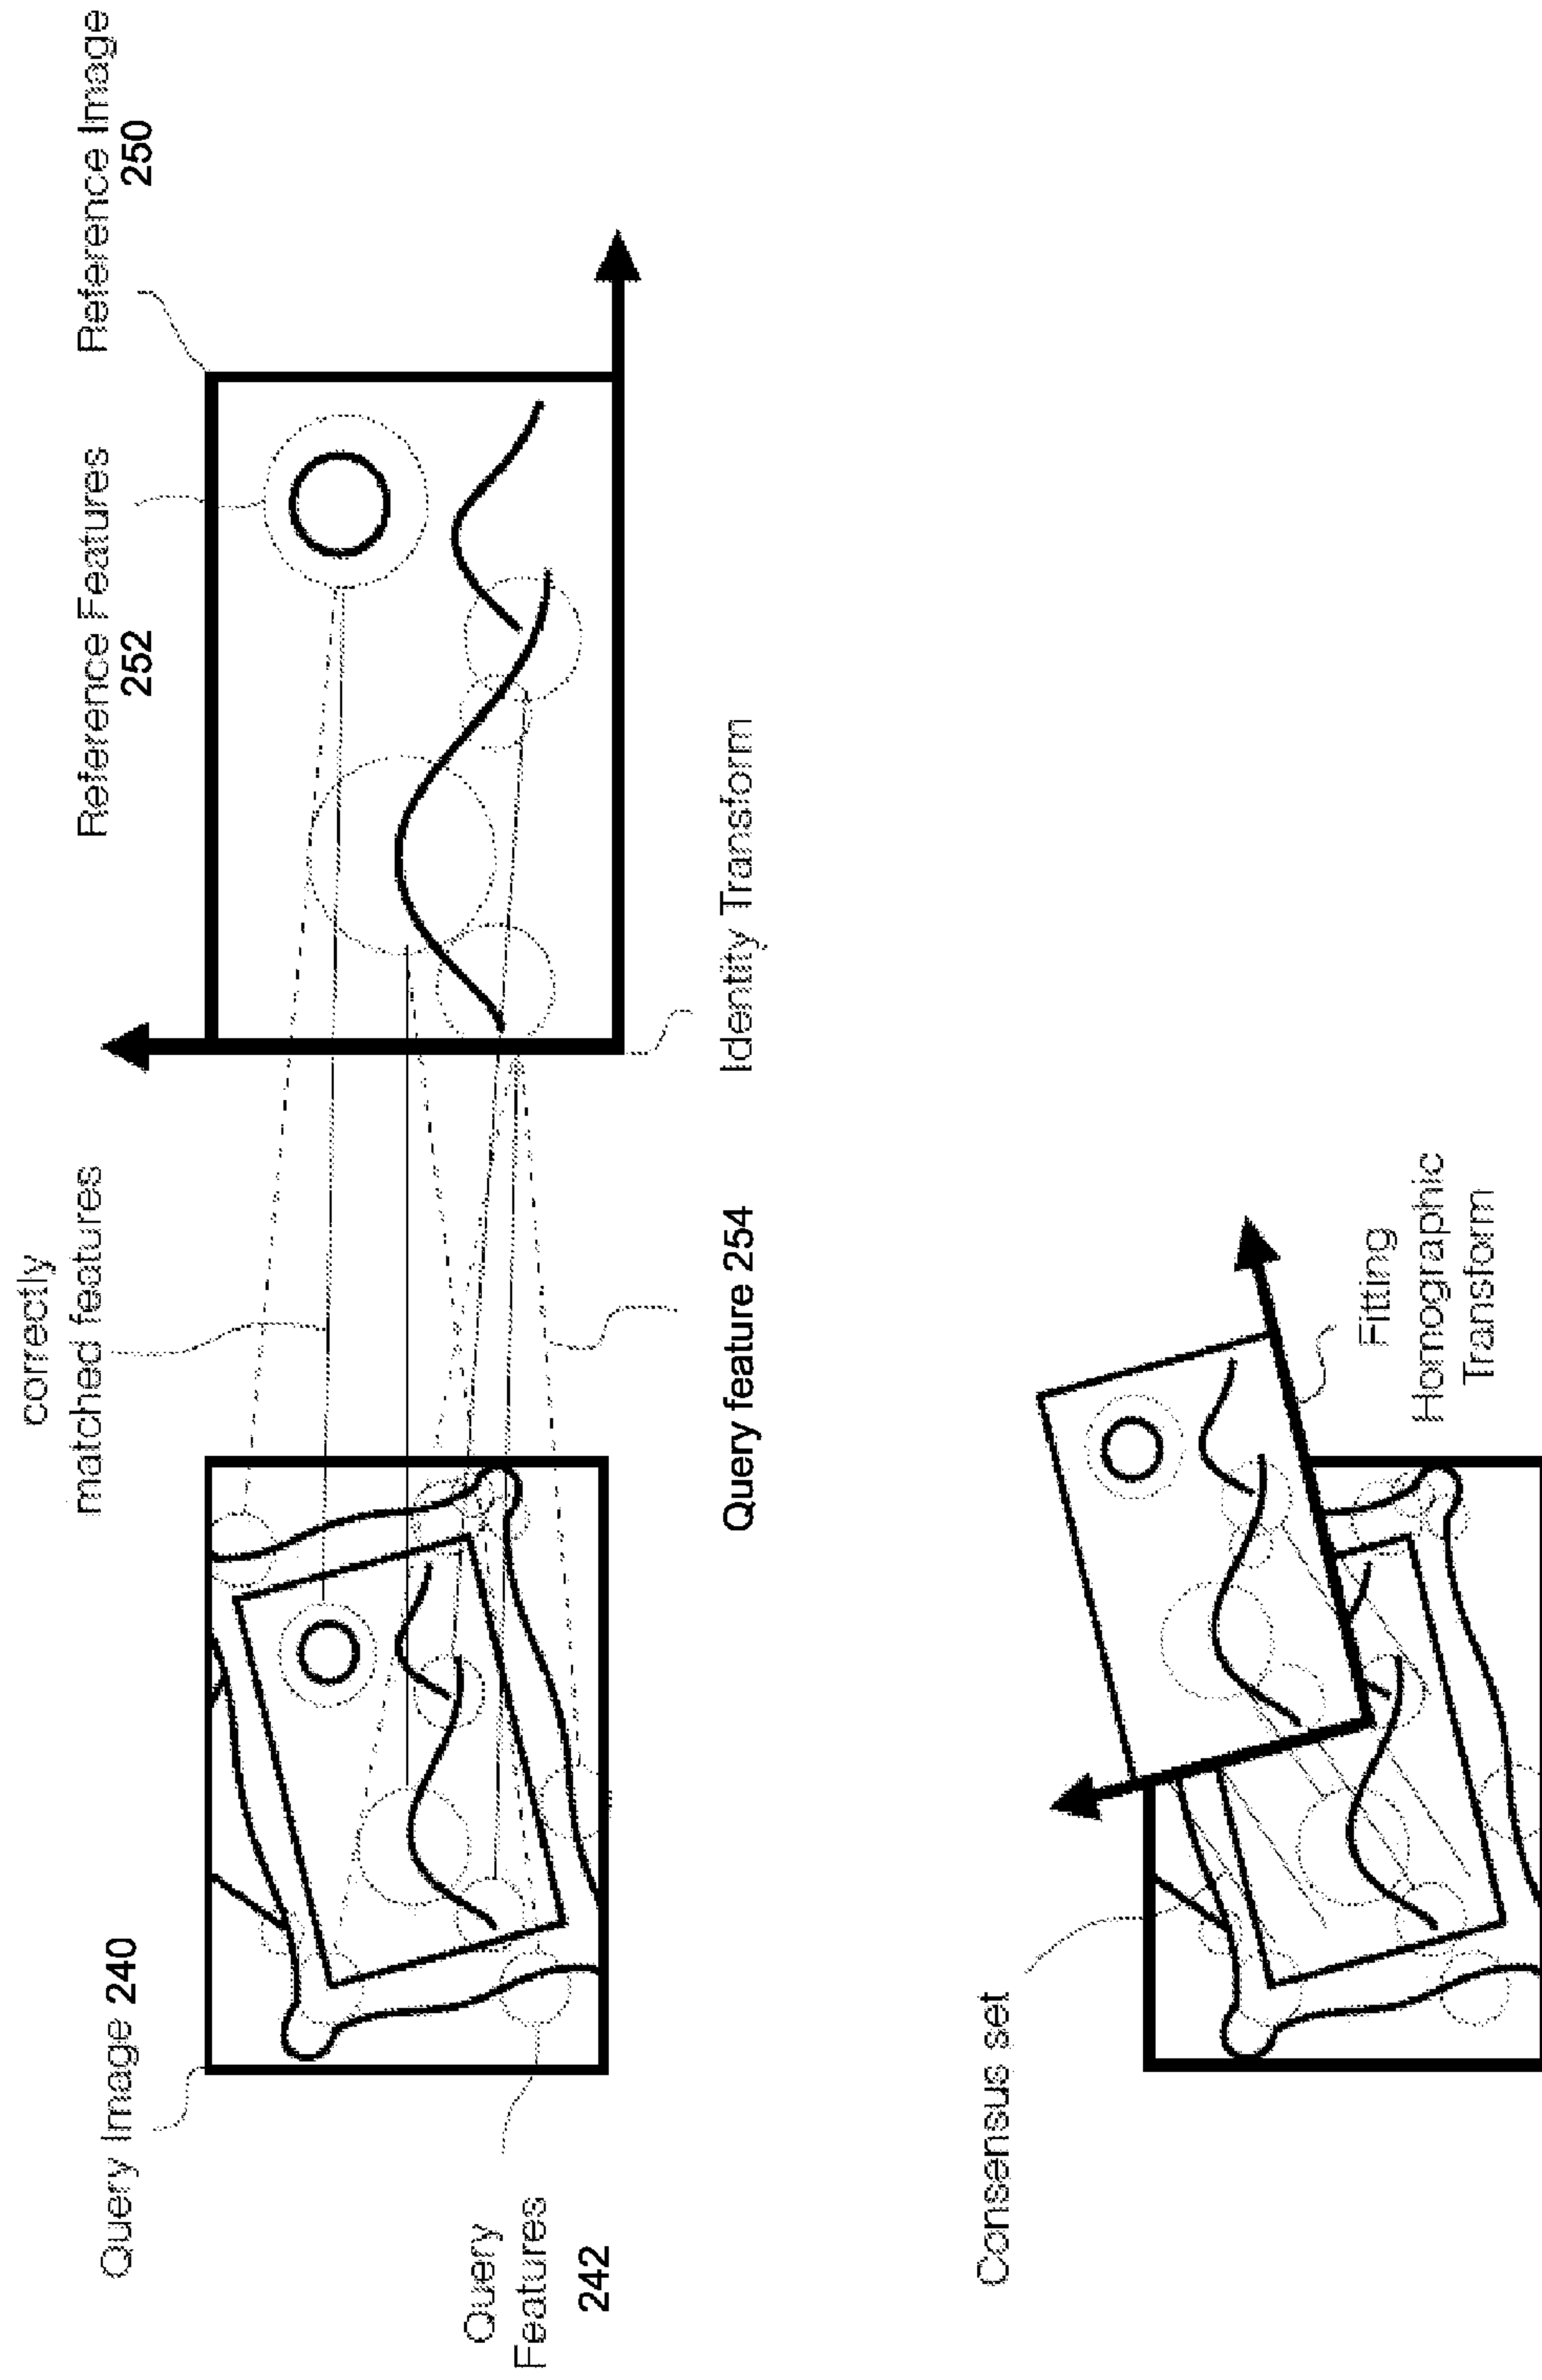 Query Image 240
correctly
matched features
Reference Features
252
Reference Image
250
Query
Features
242
Query feature 254
Identity Transform
Consensus set
Fitting
Homographic
Transform